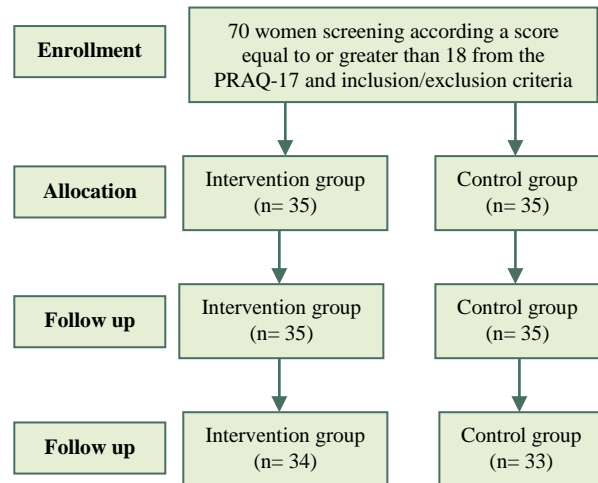 Enrollment
70 women screening according a score
equal to or greater than 18 from the
PRAQ-17 and inclusion/exclusion criteria
Allocation
Intervention group
(n= 35)
Control group
(n= 35)
Follow up
Intervention group
(n= 35)
Control group
(n= 35)
Follow up
Intervention group
(n= 34)
Control group
(n= 33)